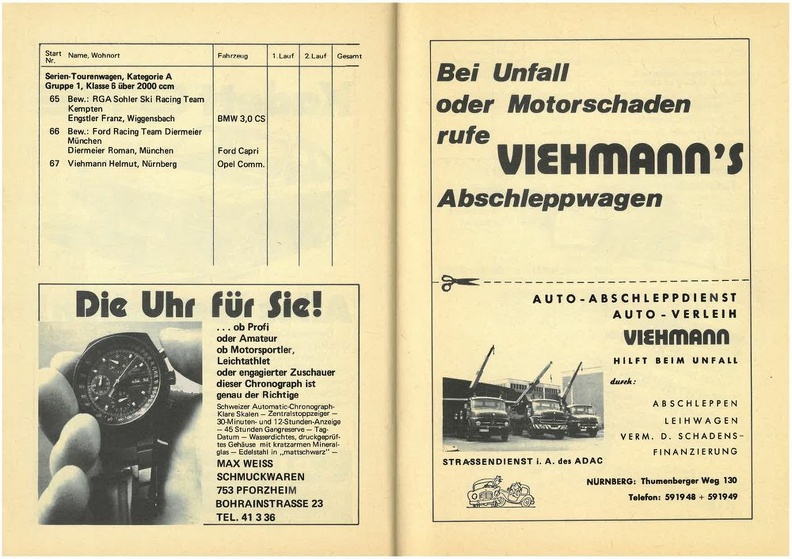 Start Nr. Name, Wohnort Fahrzeug 1. Lauf 2. Lauf Gesamt
Serien-Tourenwagen, Kategorie A
Gruppe 1, Klasse 6 über 2000 ccm
65 Bew.: RGA Sohler Ski Racing Team
Kempten
Engstler Franz, Wiggensbach BMW 3,0 CS
66 Bew.: Ford Racing Team Diermeier
München
Diermeier Roman, München Ford Capri
67 Viehmann Helmut, Nürnberg Opel Comm.
Die Uhr für Sie!
... ob Profi
oder Amateur
ob Motorsportler,
Leichtathlet
oder engagierter Zuschauer
dieser Chronograph ist
genau der Richtige
Schweizer Automatic-Chronograph-
Klare Skalen — Zentralstoppzeiger —
30-Minuten- und 12-Stunden-Anzeige
— 45 Stunden Gangreserve — Tag-
Datum — Wasserdichtes, druckgeprüf-
tes Gehäuse mit kratzarmen Mineral-
glas — Edelstahl in „mattschwarz" —
MAX WEISS
SCHMUCKWAREN
753 PFORZHEIM
BOHRAINSTRASSE 23
TEL. 41 3 36
Bei Unfall
oder Motorschaden
rufe
VIEHMANN'S
Abschleppwagen
AUTO-ABSCHLEPPDIENST
AUTO-VERLEIH
VIEHMANN
HILFT BEIM UNFALL
durch:
ABSCHLEPPEN
LEIHWAGEN
VERM. D. SCHADENS-
FINANZIERUNG
STRASSENDIENST i. A. des ADAC
NÜRNBERG: Thumenberger Weg 130
Telefon: 591948 + 591949